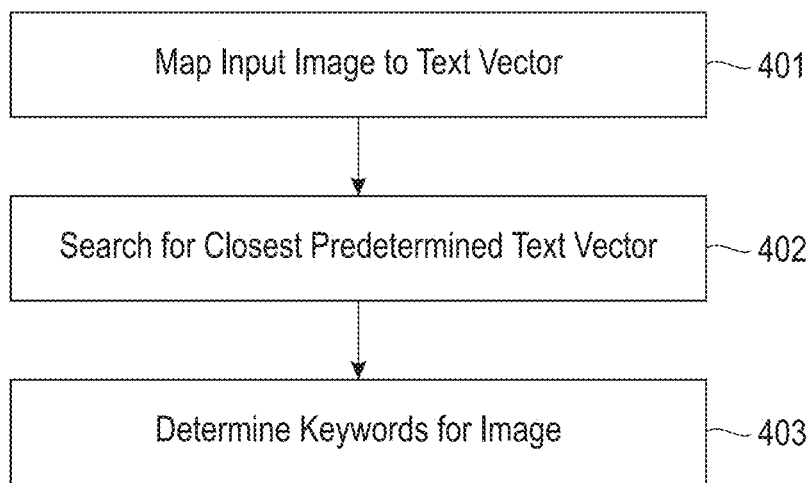 Map Input Image to Text Vector 401
Search for Closest Predetermined Text Vector 402
Determine Keywords for Image 403